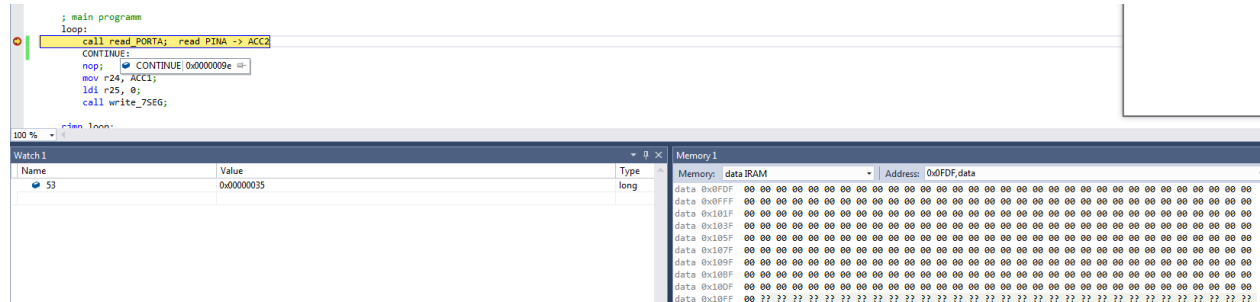 ; main programm
loop:
call read_PORTA; read PINA -> ACC2
CONTINUE:
nop; CONTINUE 0x0000009e
mov r24, ACC1;
ldi r25, 0;
call write_7SEG;
rjmp loop;
100 %
Watch 1
Name Value Type
53 0x00000035 long
Memory 1
Memory: data IRAM Address: 0x0FDF,data
data 0x0FDF 00 00 00 00 00 00 00 00 00 00 00 00 00 00 00 00 00 00 00 00 00 00 00 00 00 00 00 00 00 00 00 00
data 0x0FFF 00 00 00 00 00 00 00 00 00 00 00 00 00 00 00 00 00 00 00 00 00 00 00 00 00 00 00 00 00 00 00 00
data 0x101F 00 00 00 00 00 00 00 00 00 00 00 00 00 00 00 00 00 00 00 00 00 00 00 00 00 00 00 00 00 00 00 00
data 0x103F 00 00 00 00 00 00 00 00 00 00 00 00 00 00 00 00 00 00 00 00 00 00 00 00 00 00 00 00 00 00 00 00
data 0x105F 00 00 00 00 00 00 00 00 00 00 00 00 00 00 00 00 00 00 00 00 00 00 00 00 00 00 00 00 00 00 00 00
data 0x107F 00 00 00 00 00 00 00 00 00 00 00 00 00 00 00 00 00 00 00 00 00 00 00 00 00 00 00 00 00 00 00 00
data 0x109F 00 00 00 00 00 00 00 00 00 00 00 00 00 00 00 00 00 00 00 00 00 00 00 00 00 00 00 00 00 00 00 00
data 0x10BF 00 00 00 00 00 00 00 00 00 00 00 00 00 00 00 00 00 00 00 00 00 00 00 00 00 00 00 00 00 00 00 00
data 0x10DF 00 00 00 00 00 00 00 00 00 00 00 00 00 00 00 00 00 00 00 00 00 00 00 00 00 00 00 00 00 00 00 00
data 0x10FF 00 ?? ?? ?? ?? ?? ?? ?? ?? ?? ?? ?? ?? ?? ?? ?? ?? ?? ?? ?? ?? ?? ?? ?? ?? ?? ?? ?? ?? ?? ?? ??